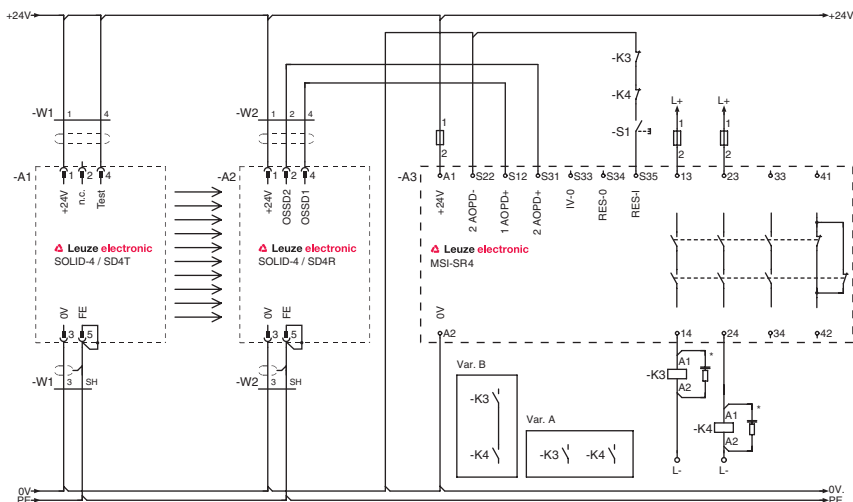 +24V +24V
-K3
-K4
L+ L+
-W1 1 4 -W2 1 2 4
1 -S1 1 1
2 2 2
-A1 1 2 4 -A2 1 2 4 -A3 A1 S22 S12 S31 S33 S34 S35 13 23 33 41
+24V n.c. Test +24V OSSD2 OSSD1 +24V 2 AOPD- 1 AOPD+ 2 AOPD+ IV-0 RES-0 RES-I
Leuze electronic Leuze electronic Leuze electronic
SOLID-4 / SD4T SOLID-4 / SD4R MSI-SR4
0V FE 0V FE 0V
3 5 3 5 A2 14 24 34 42
Var. B
-W1 3 SH -W2 3 SH -K3 -K3 A1 *
A2
Var. A A1 *
-K4 -K3 -K4 -K4 A2
L- L-
0V 0V.
PE PE